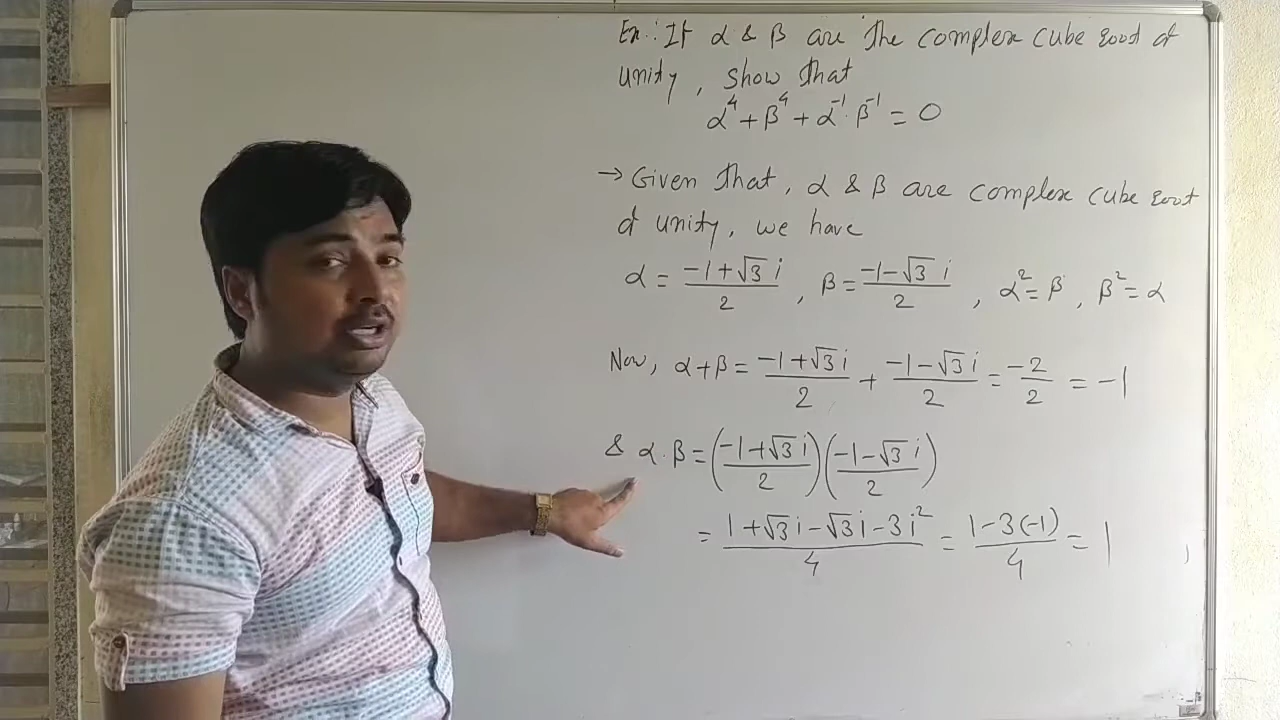 Ex.: If α & β are the complex cube root of
unity, show that
α⁴ + β⁴ + α⁻¹·β⁻¹ = 0
→ Given that, α & β are complex cube root
of unity, we have
α = (-1+√3 i)/2 , β = (-1-√3 i)/2 , α² = β , β² = α
Now, α+β = (-1+√3 i)/2 + (-1-√3 i)/2 = -2/2 = -1
& α·β = ((-1+√3 i)/2)((-1-√3 i)/2)
= (1+√3 i-√3 i-3i²)/4 = (1-3(-1))/4 = 1 ,